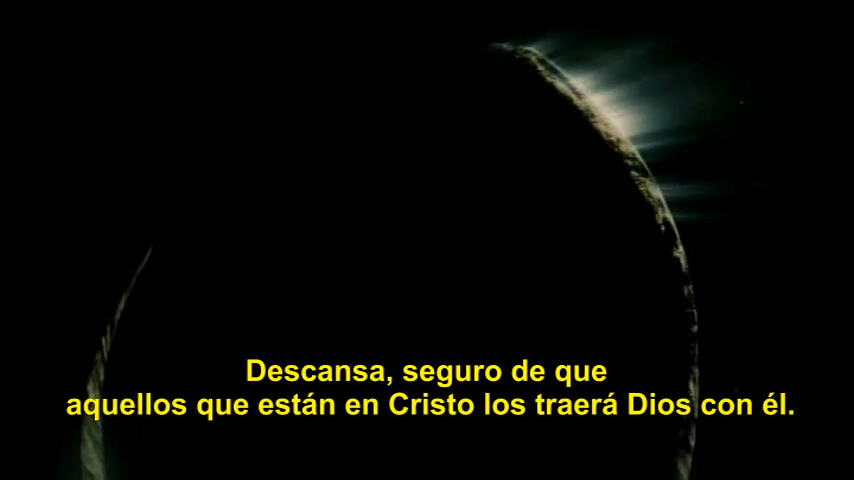 Descansa, seguro de que
aquellos que están en Cristo los traerá Dios con él.